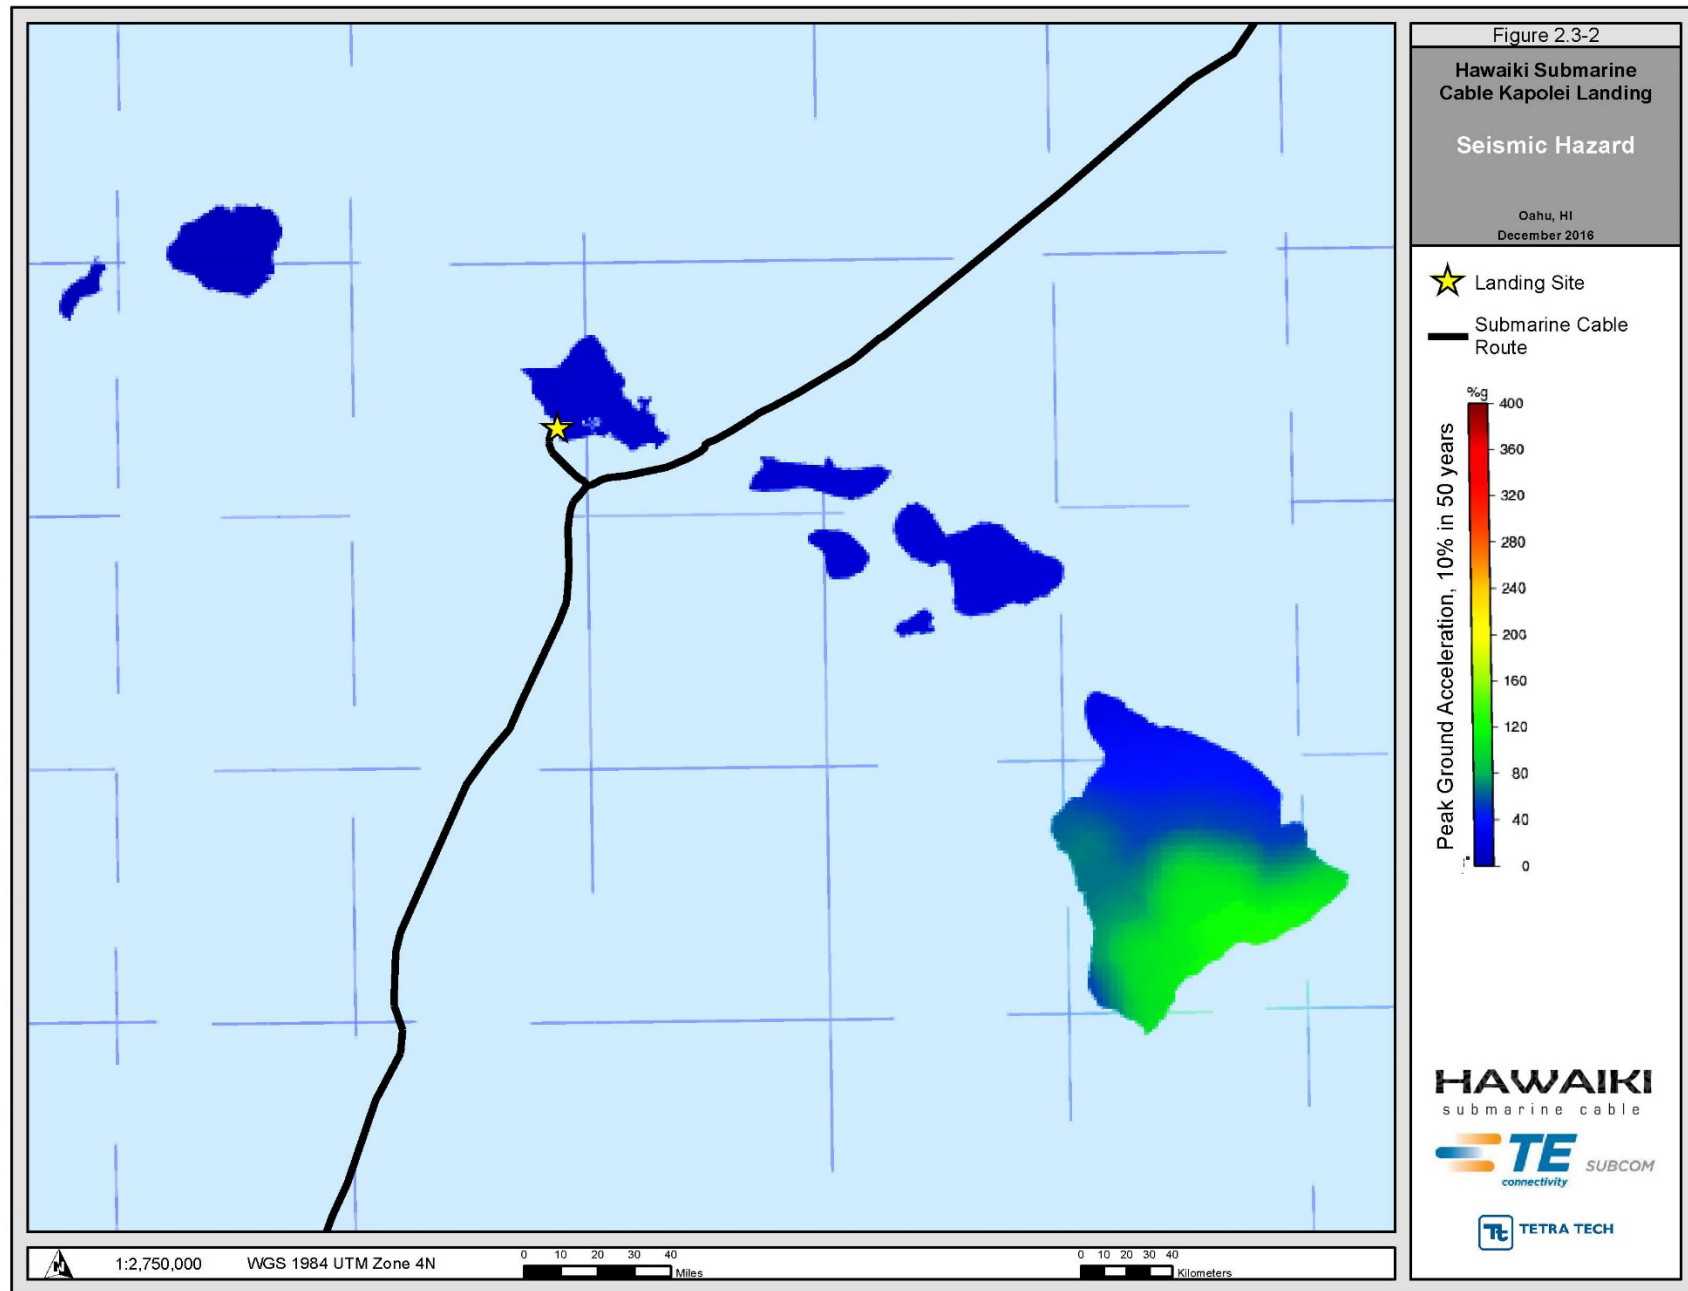 Figure 2.3-2
Hawaiki Submarine
Cable Kapolei Landing
Seismic Hazard
Oahu, HI
December 2016
Landing Site
Submarine Cable
Route
%g
400
360
320
280
240
200
160
120
80
40
0
Peak Ground Acceleration, 10% in 50 years
HAWAIKI
submarine cable
TE
connectivity
SUBCOM
Tt
TETRA TECH
1:2,750,000
WGS 1984 UTM Zone 4N
0 10 20 30 40
Miles
0 10 20 30 40
Kilometers